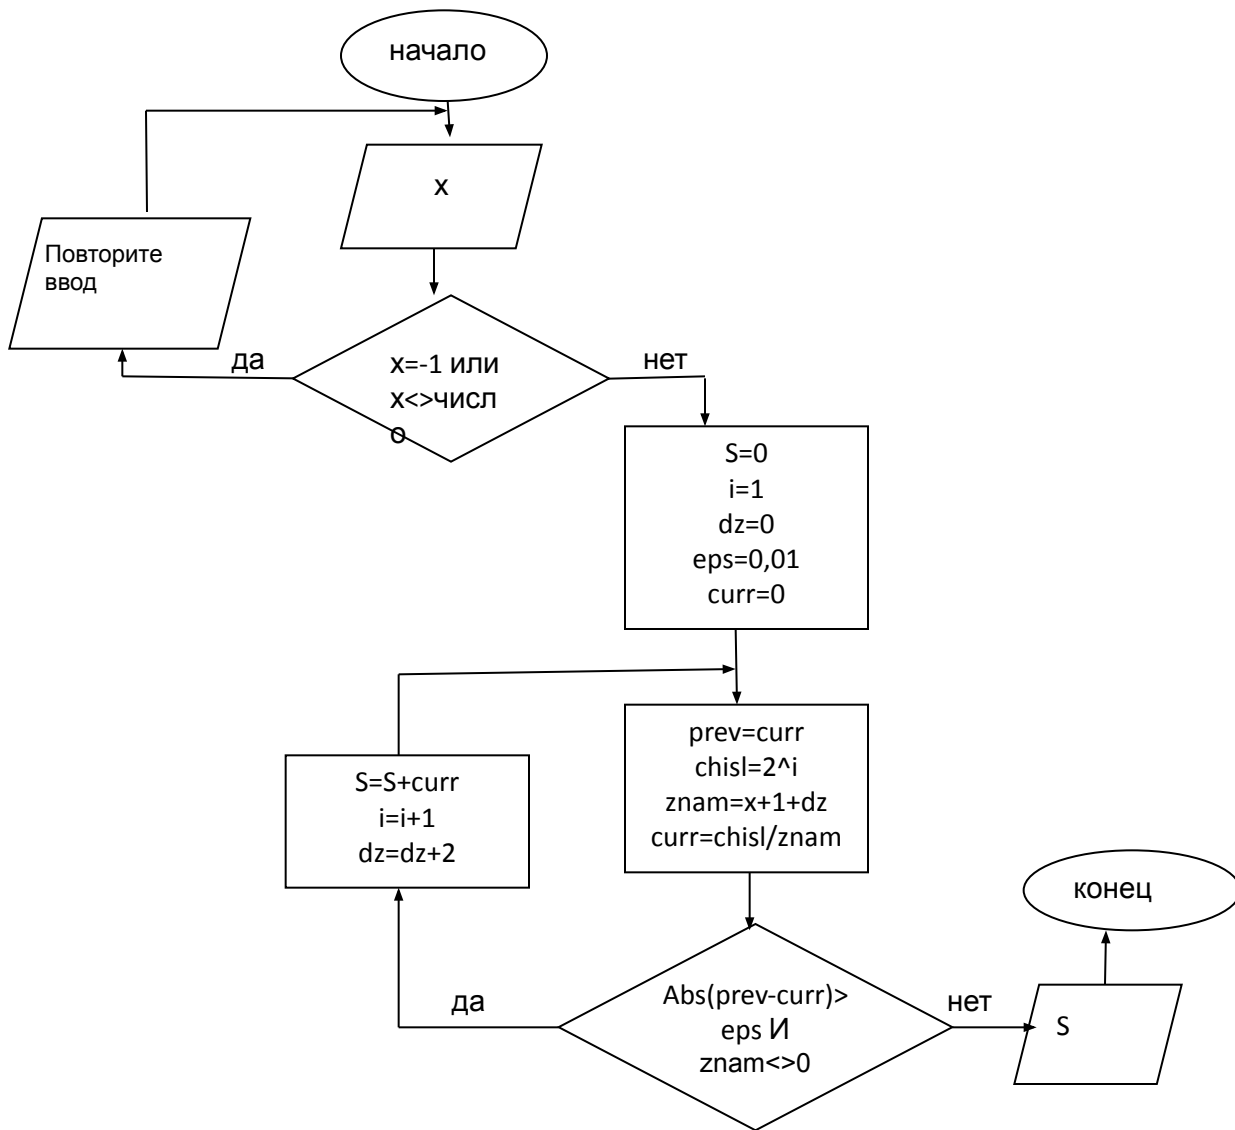 начало
x
Повторите
ввод
да
x=-1 или
x<>числ
о
нет
S=0
i=1
dz=0
eps=0,01
curr=0
prev=curr
chisl=2^i
znam=x+1+dz
curr=chisl/znam
S=S+curr
i=i+1
dz=dz+2
Abs(prev-curr)>
eps И
znam<>0
да
нет
S
конец